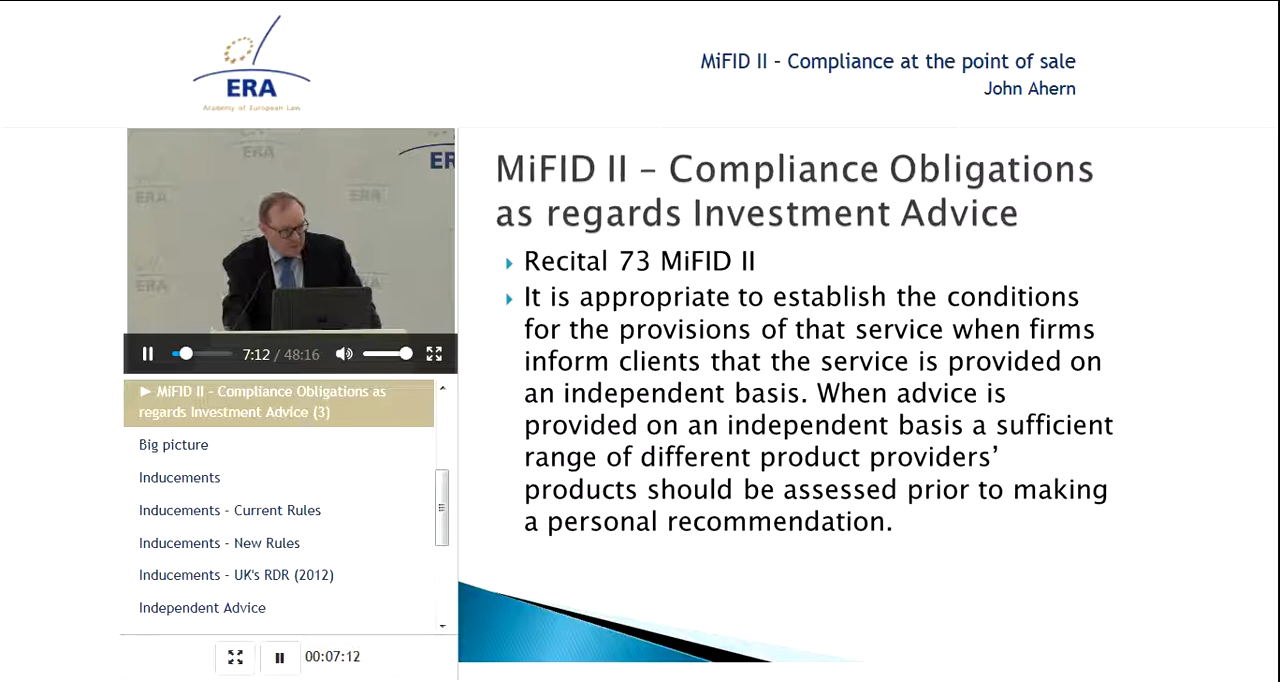 ERA
Academy of European Law
MiFID II - Compliance at the point of sale
John Ahern
ERA
ER
ERA
ERA
ERA
7:12 / 48:16
► MiFID II - Compliance Obligations as
regards Investment Advice (3)
Big picture
Inducements
Inducements - Current Rules
Inducements - New Rules
Inducements - UK's RDR (2012)
Independent Advice
00:07:12
MiFID II – Compliance Obligations
as regards Investment Advice
Recital 73 MiFID II
It is appropriate to establish the conditions
for the provisions of that service when firms
inform clients that the service is provided on
an independent basis. When advice is
provided on an independent basis a sufficient
range of different product providers’
products should be assessed prior to making
a personal recommendation.